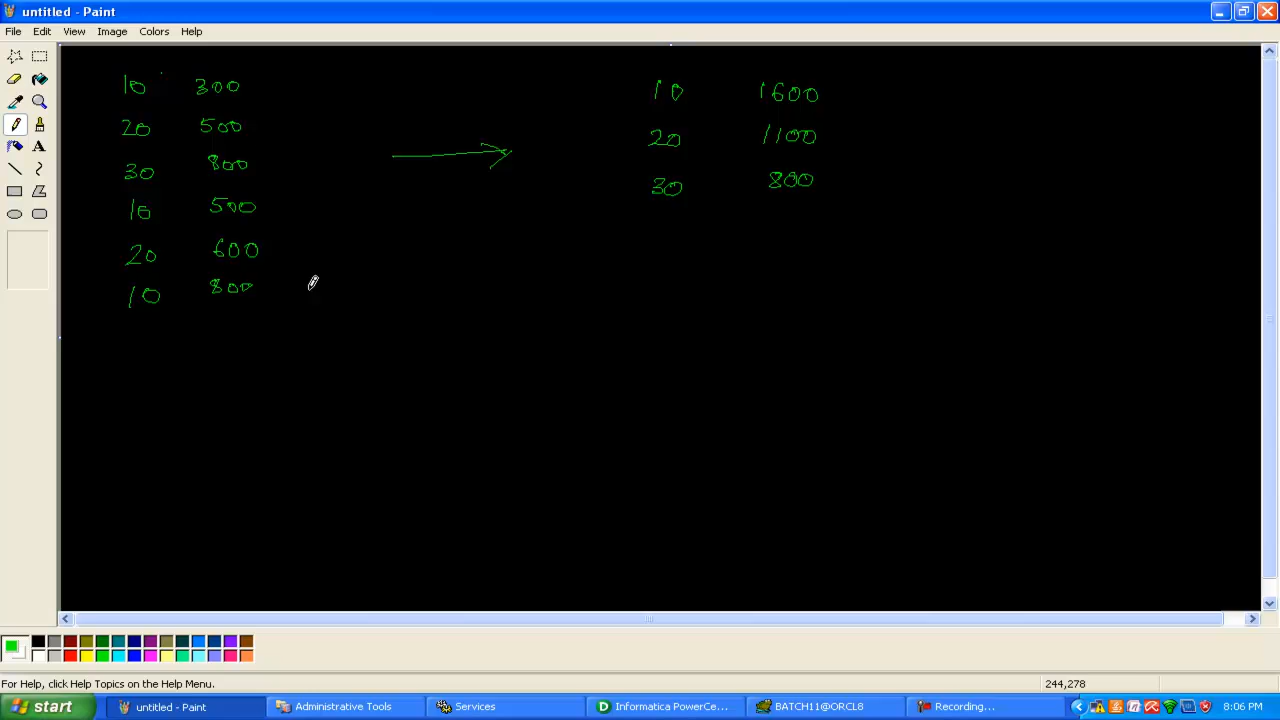 untitled - Paint
File Edit View Image Colors Help
10 300
20 500
30 800
10 500
20 600
10 800
10 1600
20 1100
30 800
For Help, click Help Topics on the Help Menu.
244,278
start
untitled - Paint
Administrative Tools
Services
Informatica PowerCe...
BATCH11@ORCL8
Recording...
8:06 PM